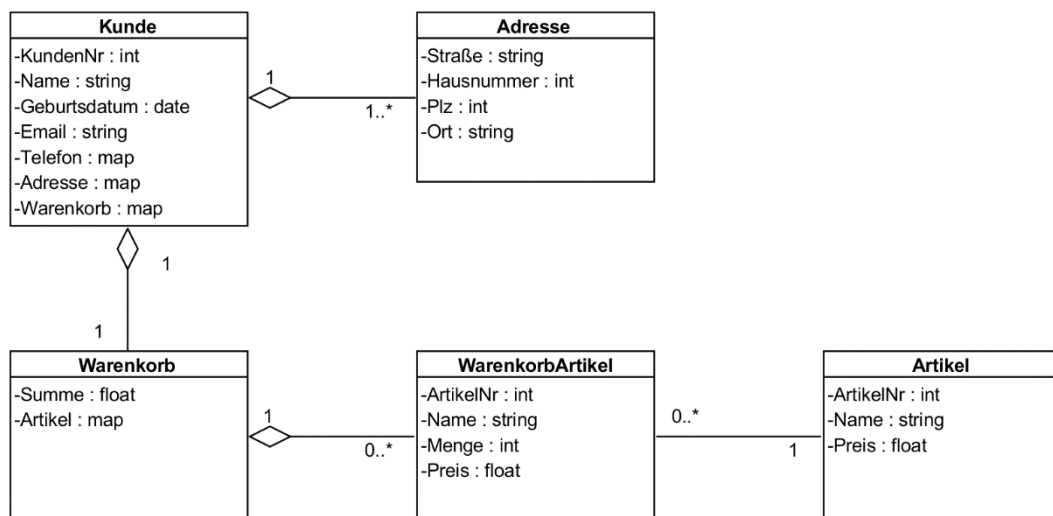 Kunde
-KundenNr : int
-Name : string
-Geburtsdatum : date
-Email : string
-Telefon : map
-Adresse : map
-Warenkorb : map
1
1..*
Adresse
-Straße : string
-Hausnummer : int
-Plz : int
-Ort : string
1
1
Warenkorb
-Summe : float
-Artikel : map
1
0..*
WarenkorbArtikel
-ArtikelNr : int
-Name : string
-Menge : int
-Preis : float
0..*
1
Artikel
-ArtikelNr : int
-Name : string
-Preis : float